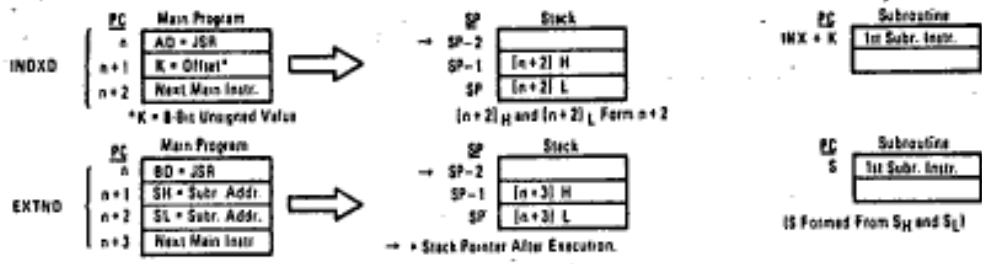 PC Main Program SP Stack PC Subroutine
n AD = JSR → SP-2 INX + K 1st Subr. Instr.
INDXD n+1 K = Offset* SP-1 [n+2] H
n+2 Next Main Instr. SP [n+2] L
*K = 8-Bit Unsigned Value [n+2] H and [n+2] L Form n+2
PC Main Program SP Stack PC Subroutine
n BD = JSR → SP-2 S 1st Subr. Instr.
EXTND n+1 SH = Subr. Addr. SP-1 [n+3] H
n+2 SL = Subr. Addr. SP [n+3] L (S Formed From SH and SL)
n+3 Next Main Instr → = Stack Pointer After Execution.